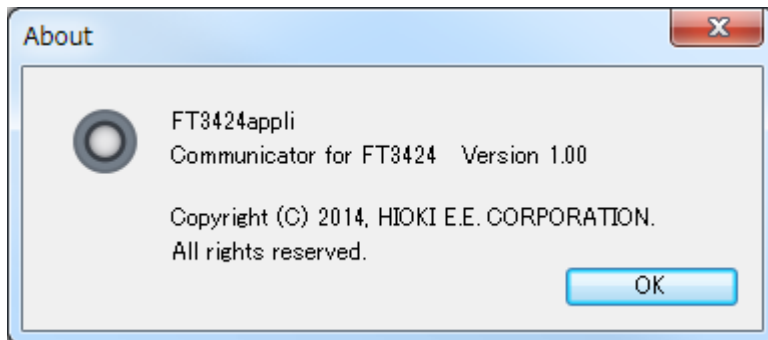 About
FT3424appli
Communicator for FT3424 Version 1.00
Copyright (C) 2014, HIOKI E.E. CORPORATION.
All rights reserved.
OK